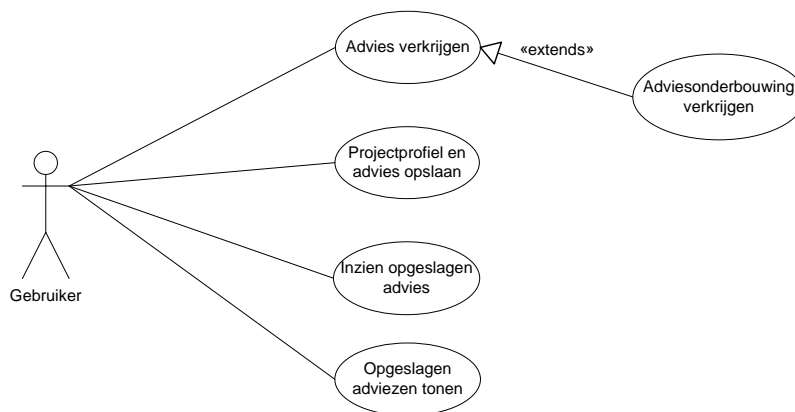 Advies verkrijgen
«extends»
Adviesonderbouwing
verkrijgen
Projectprofiel en
advies opslaan
Gebruiker
Inzien opgeslagen
advies
Opgeslagen
adviezen tonen